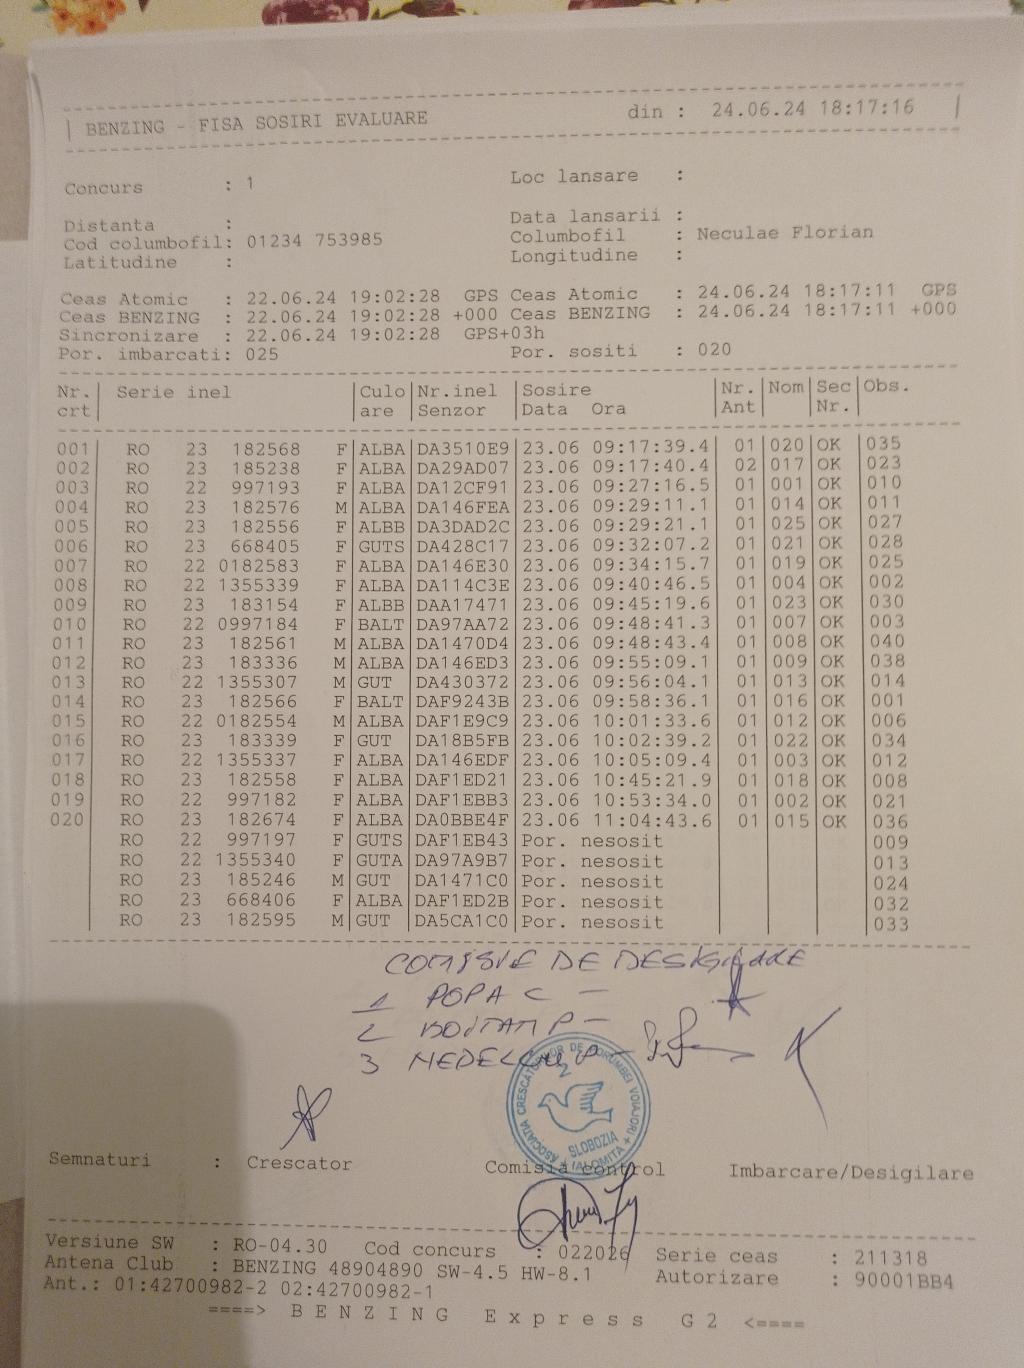 BENZING - FISA SOSIRI EVALUARE din : 24.06.24 18:17:16
Concurs : 1 Loc lansare :
Distanta : Data lansarii :
Cod columbofil: 01234 753985 Columbofil : Neculae Florian
Latitudine : Longitudine :
Ceas Atomic : 22.06.24 19:02:28 GPS Ceas Atomic : 24.06.24 18:17:11 GPS
Ceas BENZING : 22.06.24 19:02:28 +000 Ceas BENZING : 24.06.24 18:17:11 +000
Sincronizare : 22.06.24 19:02:28 GPS+03h
Por. imbarcati: 025 Por. sositi : 020
Nr. Serie inel Culo Nr.inel Sosire Nr. Nom Sec Obs.
crt are Senzor Data Ora Ant Nr.
001 RO 23 182568 F ALBA DA3510E9 23.06 09:17:39.4 01 020 OK 035
002 RO 23 185238 F ALBA DA29AD07 23.06 09:17:40.4 02 017 OK 023
003 RO 22 997193 F ALBA DA12CF91 23.06 09:27:16.5 01 001 OK 010
004 RO 23 182576 M ALBA DA146FEA 23.06 09:29:11.1 01 014 OK 011
005 RO 23 182556 F ALBB DA3DAD2C 23.06 09:29:21.1 01 025 OK 027
006 RO 23 668405 F GUTS DA428C17 23.06 09:32:07.2 01 021 OK 028
007 RO 22 0182583 F ALBA DA146E30 23.06 09:34:15.7 01 019 OK 025
008 RO 22 1355339 F ALBA DA114C3E 23.06 09:40:46.5 01 004 OK 002
009 RO 23 183154 F ALBB DAA17471 23.06 09:45:19.6 01 023 OK 030
010 RO 22 0997184 F BALT DA97AA72 23.06 09:48:41.3 01 007 OK 003
011 RO 23 182561 M ALBA DA1470D4 23.06 09:48:43.4 01 008 OK 040
012 RO 23 183336 M ALBA DA146ED3 23.06 09:55:09.1 01 009 OK 038
013 RO 22 1355307 M GUT DA430372 23.06 09:56:04.1 01 013 OK 014
014 RO 23 182566 F BALT DAF9243B 23.06 09:58:36.1 01 016 OK 001
015 RO 22 0182554 M ALBA DAF1E9C9 23.06 10:01:33.6 01 012 OK 006
016 RO 23 183339 F GUT DA18B5FB 23.06 10:02:39.2 01 022 OK 034
017 RO 22 1355337 F ALBA DA146EDF 23.06 10:05:09.4 01 003 OK 012
018 RO 23 182558 F ALBA DAF1ED21 23.06 10:45:21.9 01 018 OK 008
019 RO 22 997182 F ALBA DAF1EBB3 23.06 10:53:34.0 01 002 OK 021
020 RO 23 182674 F ALBA DA0BBE4F 23.06 11:04:43.6 01 015 OK 036
RO 22 997197 F GUTS DAF1EB43 Por. nesosit 009
RO 22 1355340 F GUTA DA97A9B7 Por. nesosit 013
RO 23 185246 M GUT DA1471C0 Por. nesosit 024
RO 23 668406 F ALBA DAF1ED2B Por. nesosit 032
RO 23 182595 M GUT DA5CA1C0 Por. nesosit 033
COMISIE DE DESIGILARE
1 POPA C -
2 P -
3 NEDELCU P -
ASOCIATIA CRESCATORILOR DE PORUMBEI VOIAJORI
SLOBOZIA
IALOMITA
Semnaturi : Crescator Comisia control Imbarcare/Desigilare
Versiune SW : RO-04.30 Cod concurs : 022026 Serie ceas : 211318
Antena Club : BENZING 48904890 SW-4.5 HW-8.1 Autorizare : 90001BB4
Ant.: 01:42700982-2 02:42700982-1
====> B E N Z I N G E x p r e s s G 2 <====